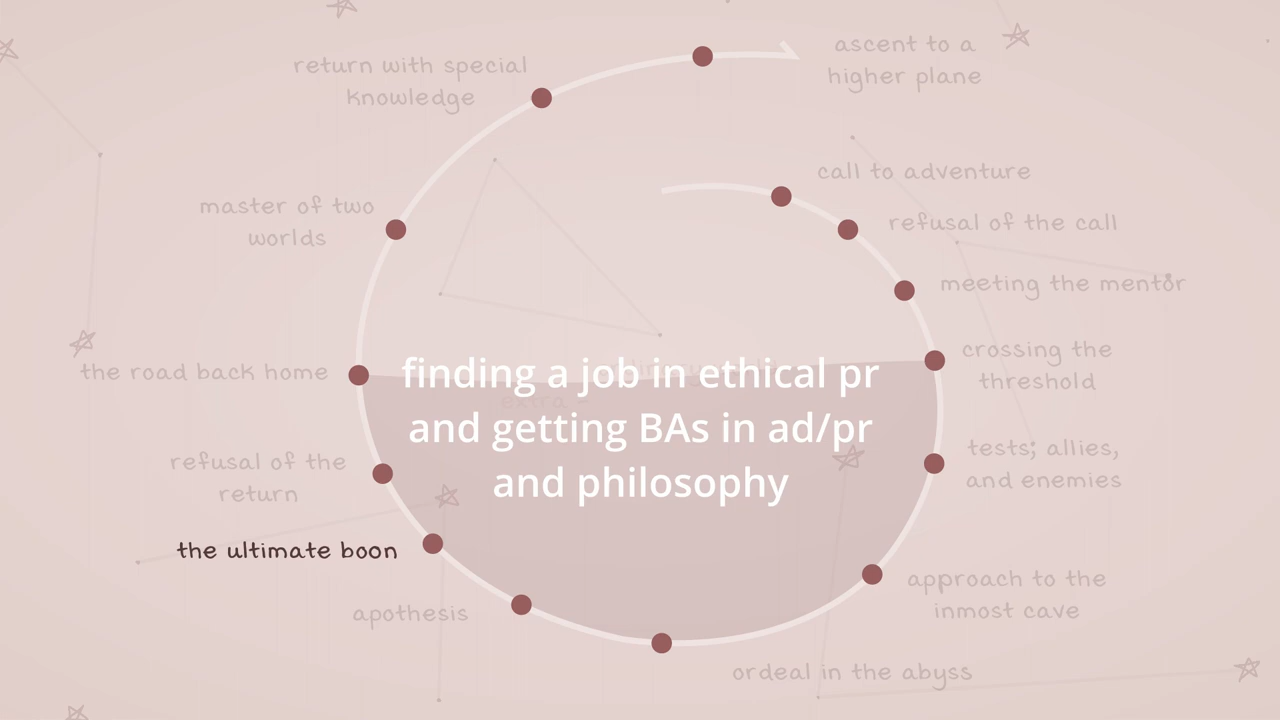 return with special
knowledge
ascent to a
higher plane
call to adventure
master of two
worlds
refusal of the call
meeting the mentor
crossing the
threshold
the road back home
finding a job in ethical pr
and getting BAs in ad/pr
and philosophy
extra -
tests; allies,
and enemies
refusal of the
return
the ultimate boon
approach to the
inmost cave
apothesis
ordeal in the abyss